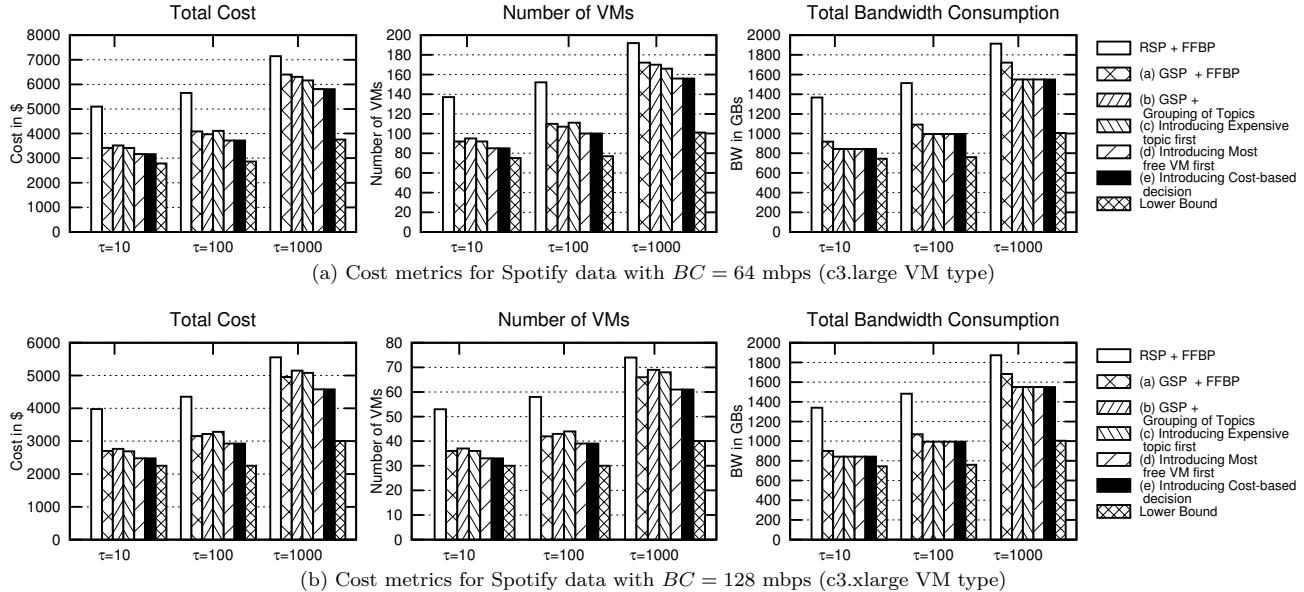 Total Cost
Cost in $
8000
7000
6000
5000
4000
3000
2000
1000
0
τ=10 τ=100 τ=1000
Number of VMs
Number of VMs
200
180
160
140
120
100
80
60
40
20
0
τ=10 τ=100 τ=1000
Total Bandwidth Consumption
BW in GBs
2000
1800
1600
1400
1200
1000
800
600
400
200
0
τ=10 τ=100 τ=1000
RSP + FFBP
(a) GSP + FFBP
(b) GSP +
Grouping of Topics
(c) Introducing Expensive
topic first
(d) Introducing Most
free VM first
(e) Introducing Cost-based
decision
Lower Bound
(a) Cost metrics for Spotify data with BC = 64 mbps (c3.large VM type)
Total Cost
Cost in $
6000
5000
4000
3000
2000
1000
0
τ=10 τ=100 τ=1000
Number of VMs
Number of VMs
80
70
60
50
40
30
20
10
0
τ=10 τ=100 τ=1000
Total Bandwidth Consumption
BW in GBs
2000
1800
1600
1400
1200
1000
800
600
400
200
0
τ=10 τ=100 τ=1000
RSP + FFBP
(a) GSP + FFBP
(b) GSP +
Grouping of Topics
(c) Introducing Expensive
topic first
(d) Introducing Most
free VM first
(e) Introducing Cost-based
decision
Lower Bound
(b) Cost metrics for Spotify data with BC = 128 mbps (c3.xlarge VM type)